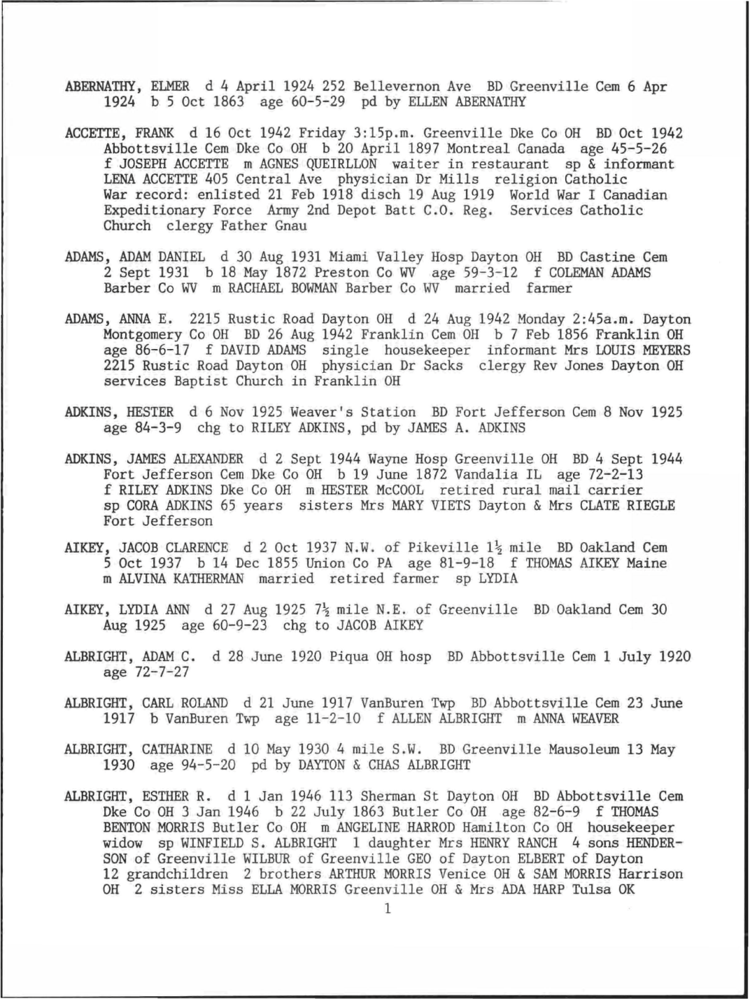 ABERNATHY, ELMER  d 4 April 1924 252 Bellevernon Ave  BD Greenville Cem 6 Apr
1924  b 5 Oct 1863  age 60-5-29  pd by ELLEN ABERNATHY
ACCETTE, FRANK  d 16 Oct 1942 Friday 3:15p.m. Greenville Dke Co OH  BD Oct 1942
Abbottsville Cem Dke Co OH  b 20 April 1897 Montreal Canada  age 45-5-26
f JOSEPH ACCETTE  m AGNES QUEIRLLON  waiter in restaurant  sp & informant
LENA ACCETTE 405 Central Ave  physician Dr Mills  religion Catholic
War record: enlisted 21 Feb 1918 disch 19 Aug 1919  World War I Canadian
Expeditionary Force  Army 2nd Depot Batt C.O. Reg.  Services Catholic
Church  clergy Father Gnau
ADAMS, ADAM DANIEL  d 30 Aug 1931 Miami Valley Hosp Dayton OH  BD Castine Cem
2 Sept 1931  b 18 May 1872 Preston Co WV  age 59-3-12  f COLEMAN ADAMS
Barber Co WV  m RACHAEL BOWMAN Barber Co WV  married  farmer
ADAMS, ANNA E.  2215 Rustic Road Dayton OH  d 24 Aug 1942 Monday 2:45a.m. Dayton
Montgomery Co OH  BD 26 Aug 1942 Franklin Cem OH  b 7 Feb 1856 Franklin OH
age 86-6-17  f DAVID ADAMS  single  housekeeper  informant Mrs LOUIS MEYERS
2215 Rustic Road Dayton OH  physician Dr Sacks  clergy Rev Jones Dayton OH
services Baptist Church in Franklin OH
ADKINS, HESTER  d 6 Nov 1925 Weaver's Station  BD Fort Jefferson Cem 8 Nov 1925
age 84-3-9  chg to RILEY ADKINS, pd by JAMES A. ADKINS
ADKINS, JAMES ALEXANDER  d 2 Sept 1944 Wayne Hosp Greenville OH  BD 4 Sept 1944
Fort Jefferson Cem Dke Co OH  b 19 June 1872 Vandalia IL  age 72-2-13
f RILEY ADKINS Dke Co OH  m HESTER McCOOL  retired rural mail carrier
sp CORA ADKINS 65 years  sisters Mrs MARY VIETS Dayton & Mrs CLATE RIEGLE
Fort Jefferson
AIKEY, JACOB CLARENCE  d 2 Oct 1937 N.W. of Pikeville 1½ mile  BD Oakland Cem
5 Oct 1937  b 14 Dec 1855 Union Co PA  age 81-9-18  f THOMAS AIKEY Maine
m ALVINA KATHERMAN  married  retired farmer  sp LYDIA
AIKEY, LYDIA ANN  d 27 Aug 1925 7½ mile N.E. of Greenville  BD Oakland Cem 30
Aug 1925  age 60-9-23  chg to JACOB AIKEY
ALBRIGHT, ADAM C.  d 28 June 1920 Piqua OH hosp  BD Abbottsville Cem 1 July 1920
age 72-7-27
ALBRIGHT, CARL ROLAND  d 21 June 1917 VanBuren Twp  BD Abbottsville Cem 23 June
1917  b VanBuren Twp  age 11-2-10  f ALLEN ALBRIGHT  m ANNA WEAVER
ALBRIGHT, CATHARINE  d 10 May 1930 4 mile S.W.  BD Greenville Mausoleum 13 May
1930  age 94-5-20  pd by DAYTON & CHAS ALBRIGHT
ALBRIGHT, ESTHER R.  d 1 Jan 1946 113 Sherman St Dayton OH  BD Abbottsville Cem
Dke Co OH 3 Jan 1946  b 22 July 1863 Butler Co OH  age 82-6-9  f THOMAS
BENTON MORRIS Butler Co OH  m ANGELINE HARROD Hamilton Co OH  housekeeper
widow  sp WINFIELD S. ALBRIGHT  1 daughter Mrs HENRY RANCH  4 sons HENDER-
SON of Greenville WILBUR of Greenville GEO of Dayton ELBERT of Dayton
12 grandchildren  2 brothers ARTHUR MORRIS Venice OH & SAM MORRIS Harrison
OH  2 sisters Miss ELLA MORRIS Greenville OH & Mrs ADA HARP Tulsa OK
1